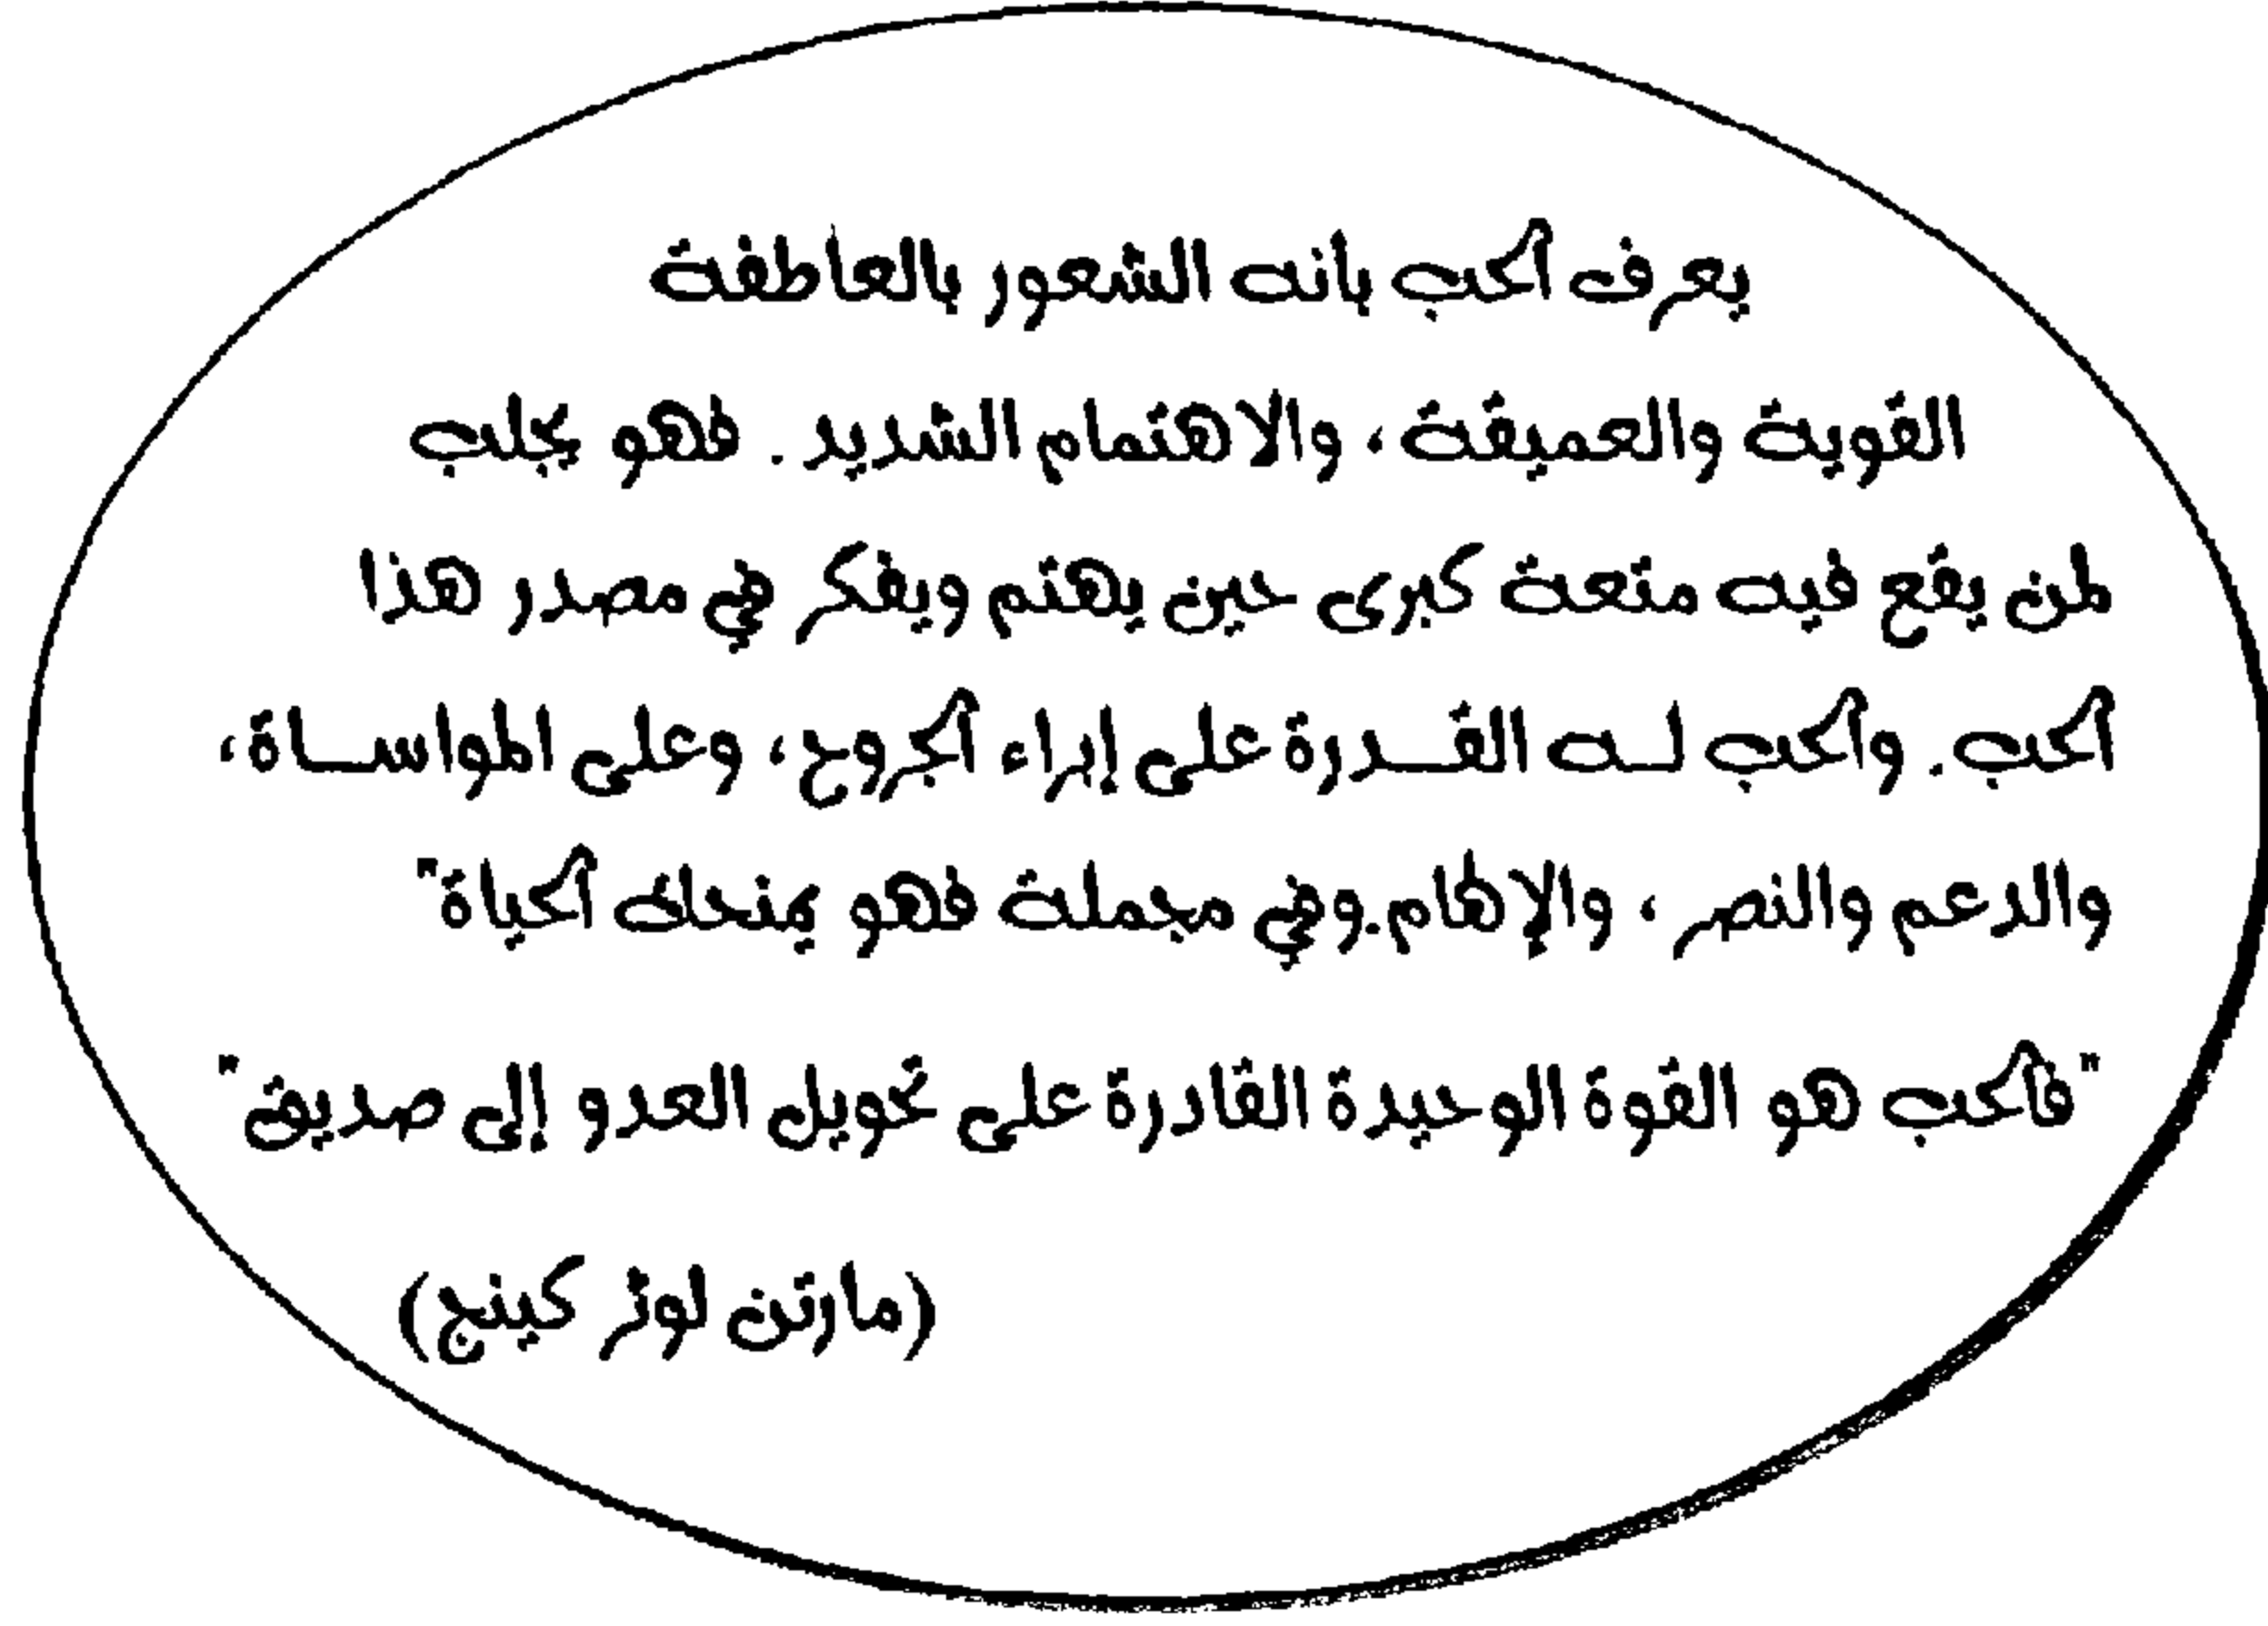 يعرف الحب بانه الشعور بالعاطفة
القوية والعميقة، والاهتمام الشديد. فهو يجلب
لمن يقع فيه متعة كبرى حين يهتم ويفكر في مصدر هذا
الحب. والحب لـه القـدرة على إبراء الجروح، وعلى المواسـاة،
والدعم والنصر، والإلهام.وفي مجملة فهو يمنحك الحياة"
"فالحب هو القوة الوحيدة القادرة على تحويل العدو إلى صديق"
(مارتن لوثر كينج)